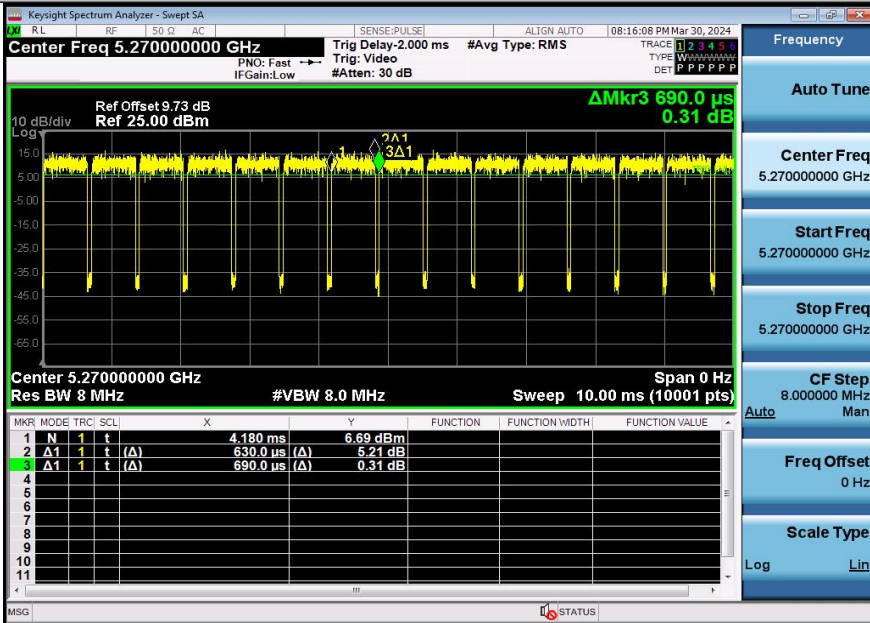 Keysight Spectrum Analyzer - Swept SA
LXI RL RF 50 Ω AC SENSE:PULSE ALIGN AUTO 08:16:08 PM Mar 30, 2024
Center Freq 5.270000000 GHz
PNO: Fast
IFGain:Low
Trig Delay-2.000 ms
Trig: Video
#Atten: 30 dB
#Avg Type: RMS
TRACE 1 2 3 4 5 6
TYPE WWWWWW
DET P P P P P P
ΔMkr3 690.0 µs
0.31 dB
Ref Offset 9.73 dB
10 dB/div Ref 25.00 dBm
Log
15.0
5.00
-5.00
-15.0
-25.0
-35.0
-45.0
-55.0
-65.0
1
2Δ1
3Δ1
Center 5.270000000 GHz Span 0 Hz
Res BW 8 MHz #VBW 8.0 MHz Sweep 10.00 ms (10001 pts)
MKR MODE TRC SCL X Y FUNCTION FUNCTION WIDTH FUNCTION VALUE
1 N 1 t 4.180 ms 6.69 dBm
2 Δ1 1 t (Δ) 630.0 µs (Δ) 5.21 dB
3 Δ1 1 t (Δ) 690.0 µs (Δ) 0.31 dB
4
5
6
7
8
9
10
11
MSG STATUS
Frequency
Auto Tune
Center Freq
5.270000000 GHz
Start Freq
5.270000000 GHz
Stop Freq
5.270000000 GHz
CF Step
8.000000 MHz
Auto Man
Freq Offset
0 Hz
Scale Type
Log Lin